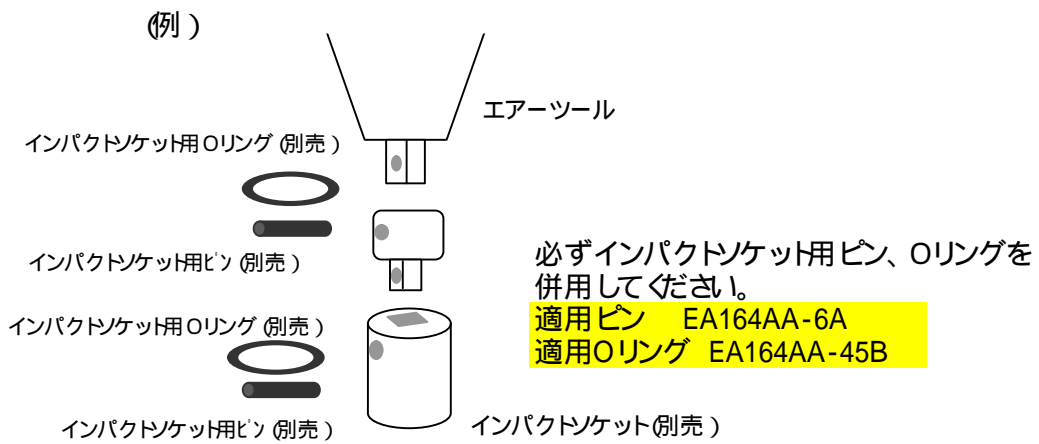 (例)
エアーツール
インパクトソケット用Oリング(別売)
インパクトソケット用ピン(別売)
必ずインパクトソケット用ピン、Oリングを
併用してください。
適用ピン EA164AA-6A
適用Oリング EA164AA-45B
インパクトソケット用Oリング(別売)
インパクトソケット用ピン(別売)
インパクトソケット(別売)